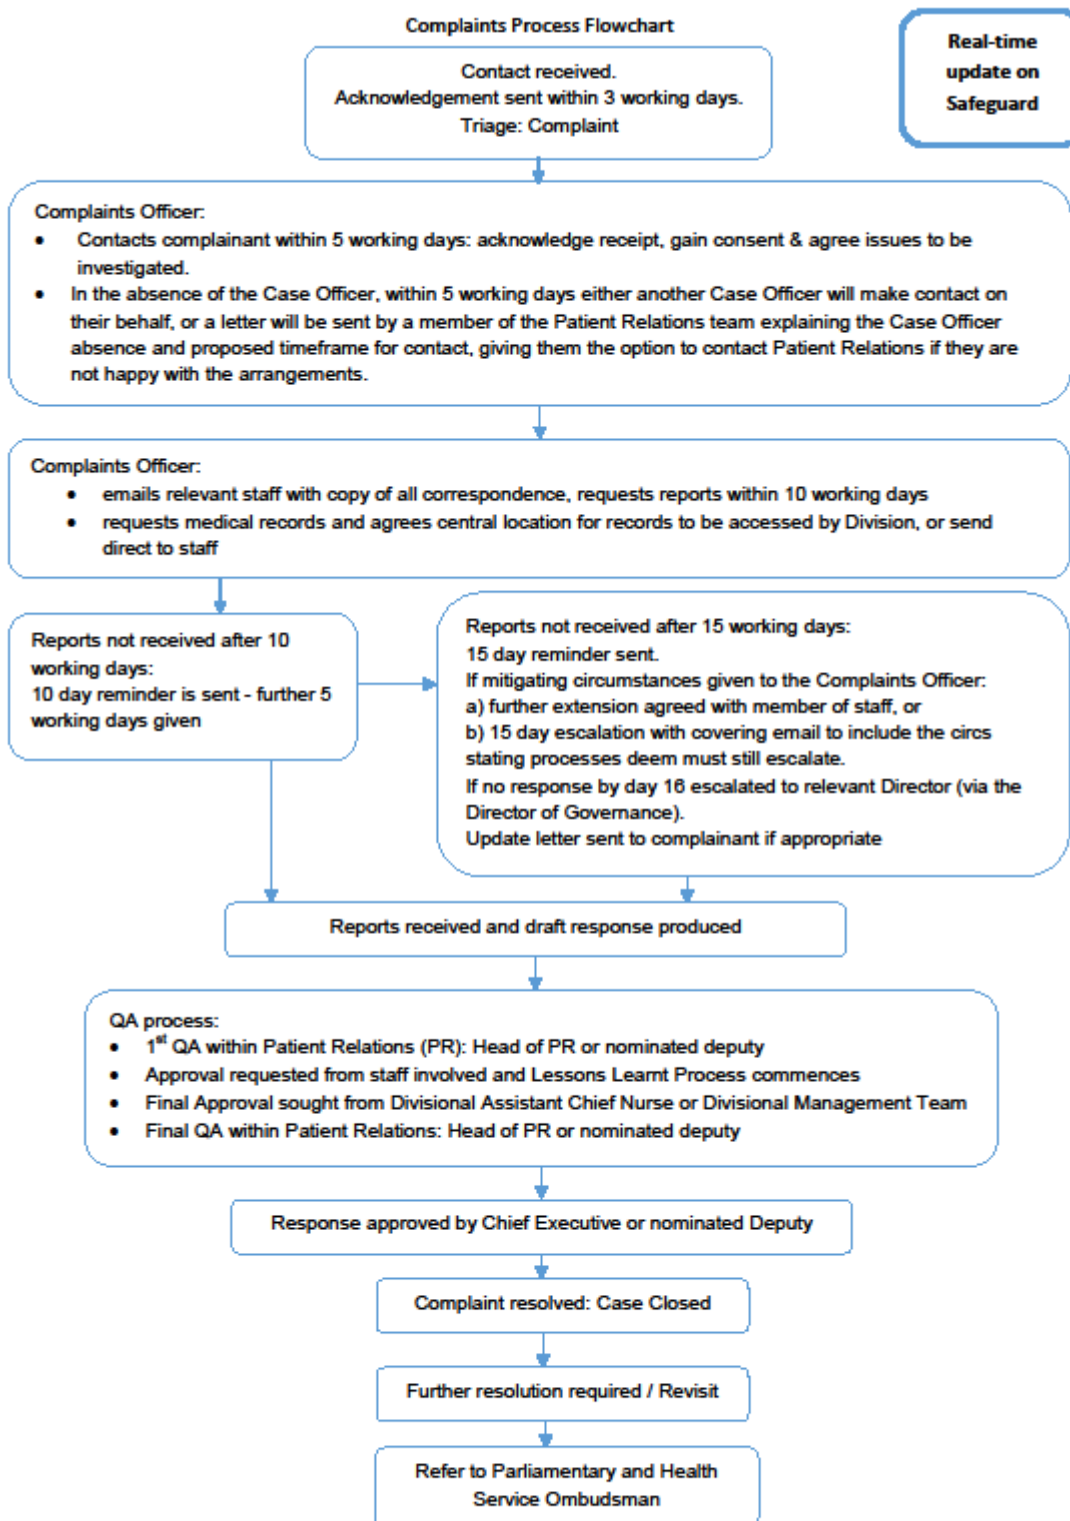 Complaints Process Flowchart
Real-time
update on
Safeguard
Contact received.
Acknowledgement sent within 3 working days.
Triage: Complaint
Complaints Officer:
• Contacts complainant within 5 working days: acknowledge receipt, gain consent & agree issues to be
investigated.
• In the absence of the Case Officer, within 5 working days either another Case Officer will make contact on
their behalf, or a letter will be sent by a member of the Patient Relations team explaining the Case Officer
absence and proposed timeframe for contact, giving them the option to contact Patient Relations if they are
not happy with the arrangements.
Complaints Officer:
• emails relevant staff with copy of all correspondence, requests reports within 10 working days
• requests medical records and agrees central location for records to be accessed by Division, or send
direct to staff
Reports not received after 10
working days:
10 day reminder is sent - further 5
working days given
Reports not received after 15 working days:
15 day reminder sent.
If mitigating circumstances given to the Complaints Officer:
a) further extension agreed with member of staff, or
b) 15 day escalation with covering email to include the circs
stating processes deem must still escalate.
If no response by day 16 escalated to relevant Director (via the
Director of Governance).
Update letter sent to complainant if appropriate
Reports received and draft response produced
QA process:
• 1st QA within Patient Relations (PR): Head of PR or nominated deputy
• Approval requested from staff involved and Lessons Learnt Process commences
• Final Approval sought from Divisional Assistant Chief Nurse or Divisional Management Team
• Final QA within Patient Relations: Head of PR or nominated deputy
Response approved by Chief Executive or nominated Deputy
Complaint resolved: Case Closed
Further resolution required / Revisit
Refer to Parliamentary and Health
Service Ombudsman